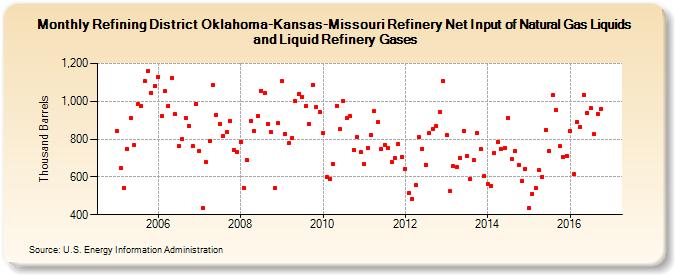 Monthly Refining District Oklahoma-Kansas-Missouri Refinery Net Input of Natural Gas Liquids
and Liquid Refinery Gases
Thousand Barrels
1,200
1,000
800
600
400
2006
2008
2010
2012
2014
2016
Source: U.S. Energy Information Administration